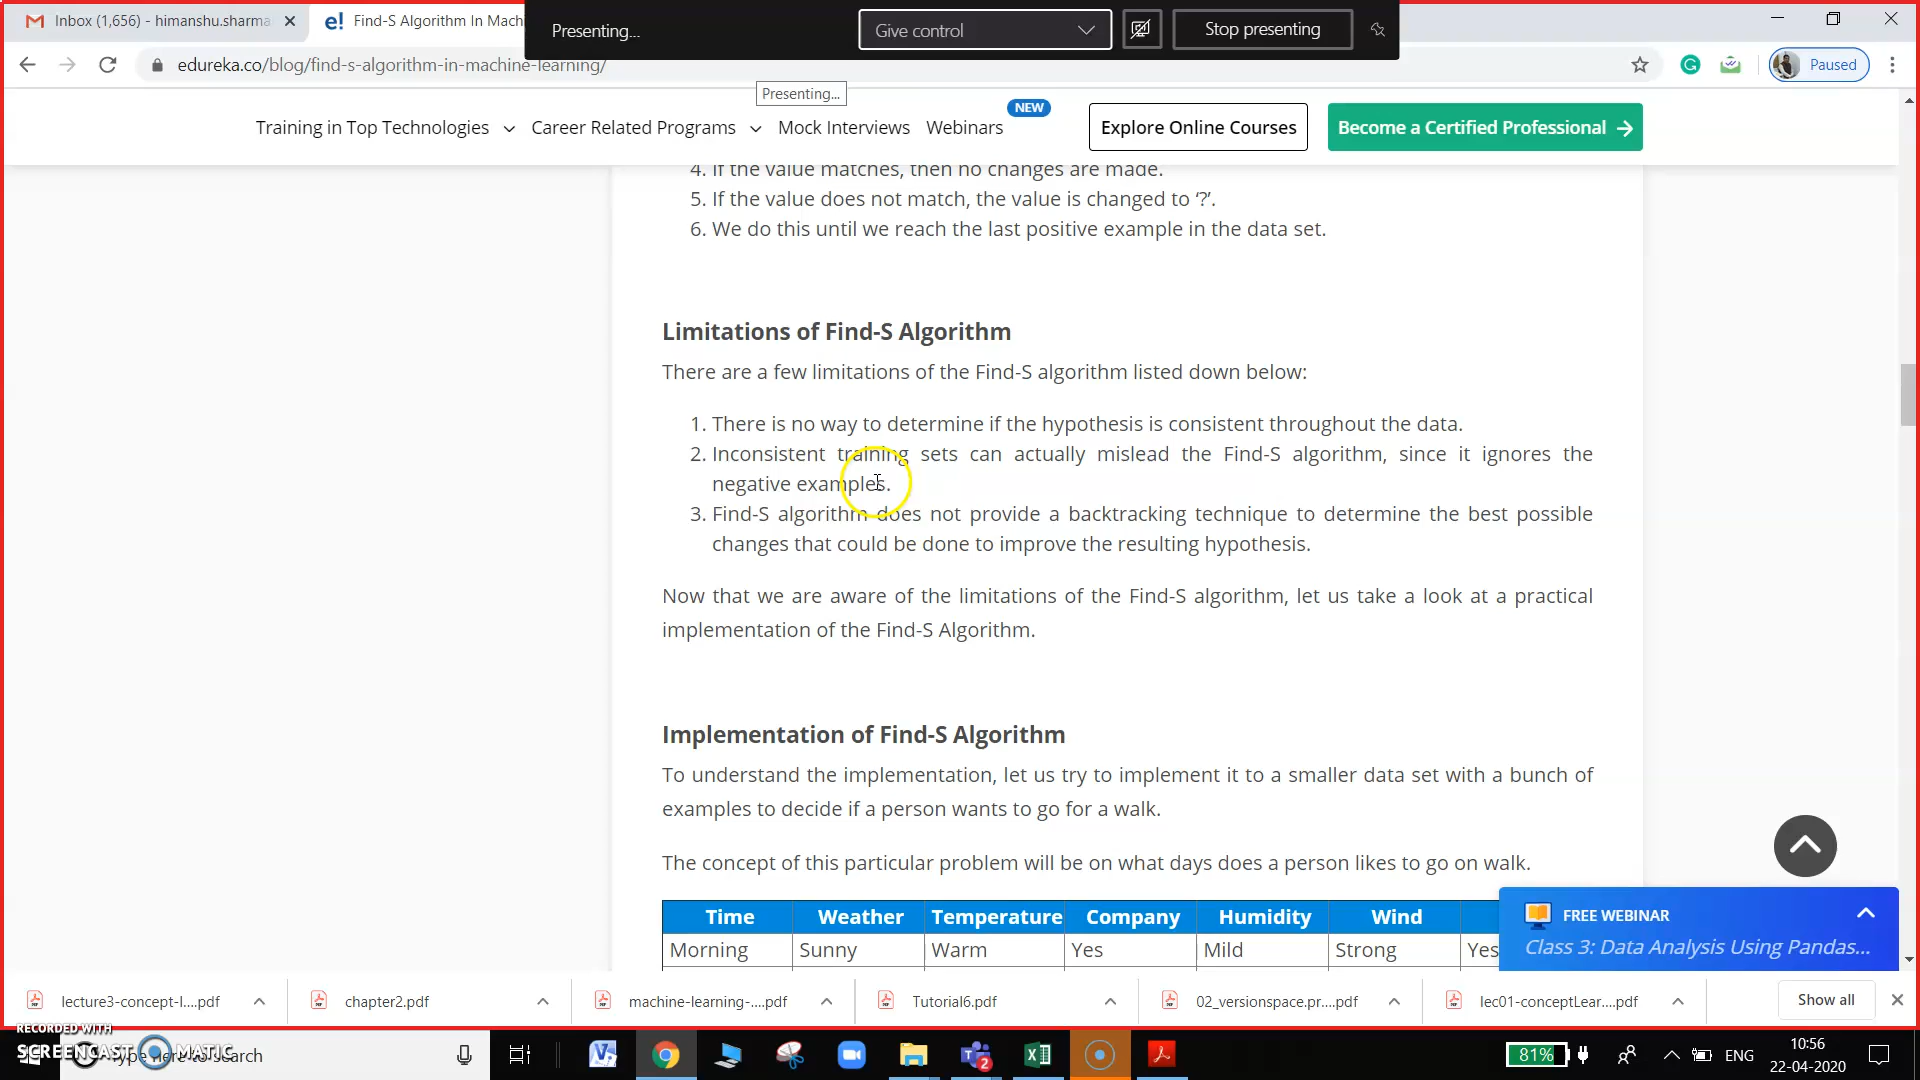 Inbox (1,656) - himanshu.sharma
Find-S Algorithm In Machi
Presenting...
Give control
Stop presenting
edureka.co/blog/find-s-algorithm-in-machine-learning/
Paused
Presenting...
NEW
Training in Top Technologies
Career Related Programs
Mock Interviews
Webinars
Explore Online Courses
Become a Certified Professional
4. If the value matches, then no changes are made.
5. If the value does not match, the value is changed to ‘?’.
6. We do this until we reach the last positive example in the data set.
Limitations of Find-S Algorithm
There are a few limitations of the Find-S algorithm listed down below:
1. There is no way to determine if the hypothesis is consistent throughout the data.
2. Inconsistent training sets can actually mislead the Find-S algorithm, since it ignores the
negative examples.
3. Find-S algorithm does not provide a backtracking technique to determine the best possible
changes that could be done to improve the resulting hypothesis.
Now that we are aware of the limitations of the Find-S algorithm, let us take a look at a practical
implementation of the Find-S Algorithm.
Implementation of Find-S Algorithm
To understand the implementation, let us try to implement it to a smaller data set with a bunch of
examples to decide if a person wants to go for a walk.
The concept of this particular problem will be on what days does a person likes to go on walk.
Time Weather Temperature Company Humidity Wind
Morning Sunny Warm Yes Mild Strong Yes
FREE WEBINAR
Class 3: Data Analysis Using Pandas...
lecture3-concept-l....pdf
chapter2.pdf
machine-learning-....pdf
Tutorial6.pdf
02_versionspace.pr....pdf
lec01-conceptLear....pdf
Show all
RECORDED WITH
SCREENCAST MATIC
Type here to search
2
81%
ENG
10:56
22-04-2020